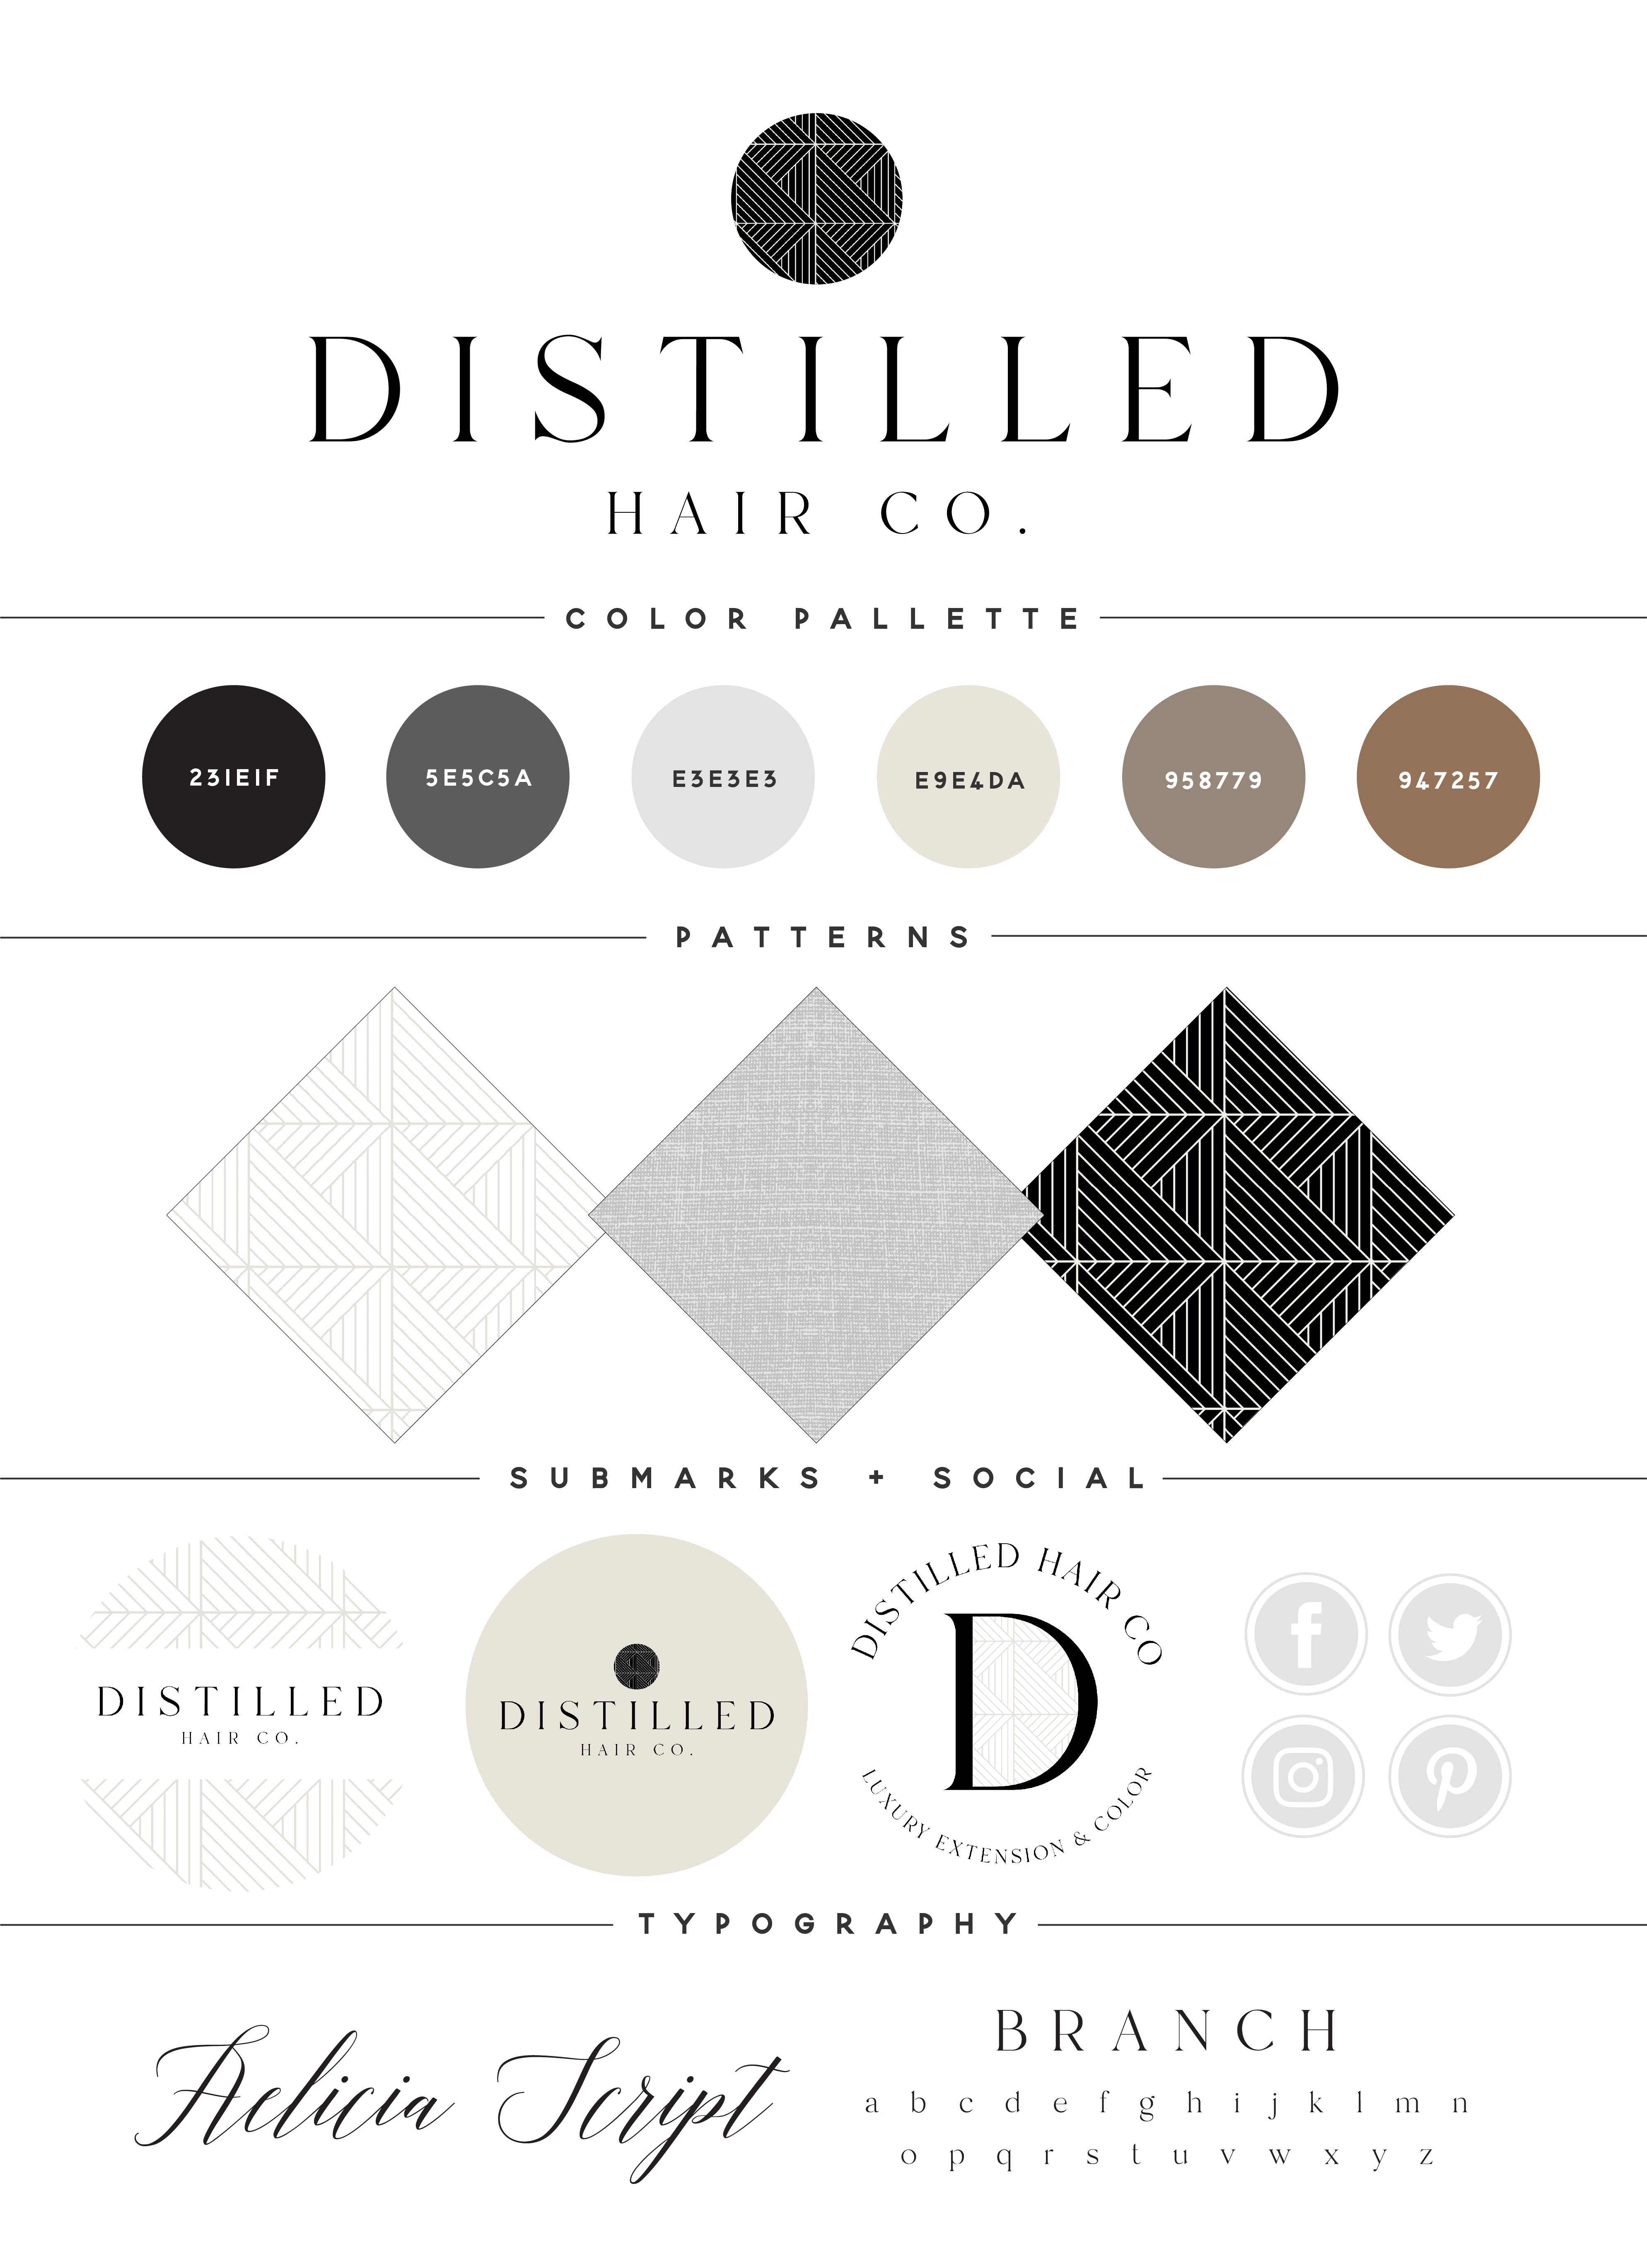 DISTILLED
HAIR CO.
COLOR PALLETTE
231E1F
5E5C5A
E3E3E3
E9E4DA
958779
947257
PATTERNS
SUBMARKS + SOCIAL
DISTILLED
HAIR CO.
DISTILLED
HAIR CO.
DISTILLED HAIR CO
D
LUXURY EXTENSION & COLOR
TYPOGRAPHY
Aelicia Script
BRANCH
a b c d e f g h i j k l m n
o p q r s t u v w x y z